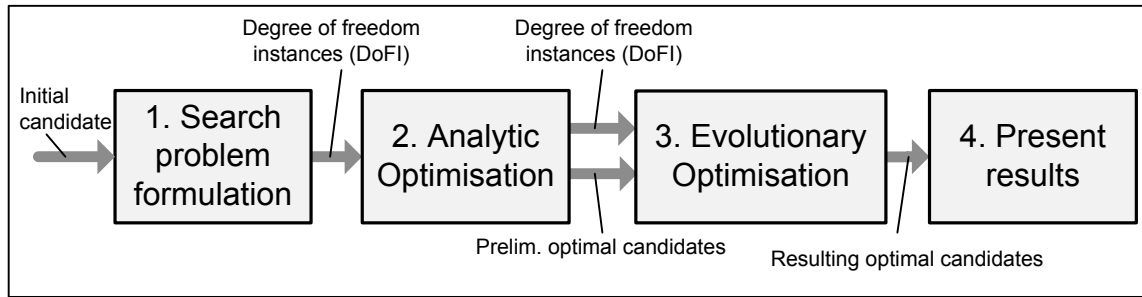 Initial
candidate
1. Search
problem
formulation
Degree of freedom
instances (DoFI)
2. Analytic
Optimisation
Degree of freedom
instances (DoFI)
Prelim. optimal candidates
3. Evolutionary
Optimisation
Resulting optimal candidates
4. Present
results